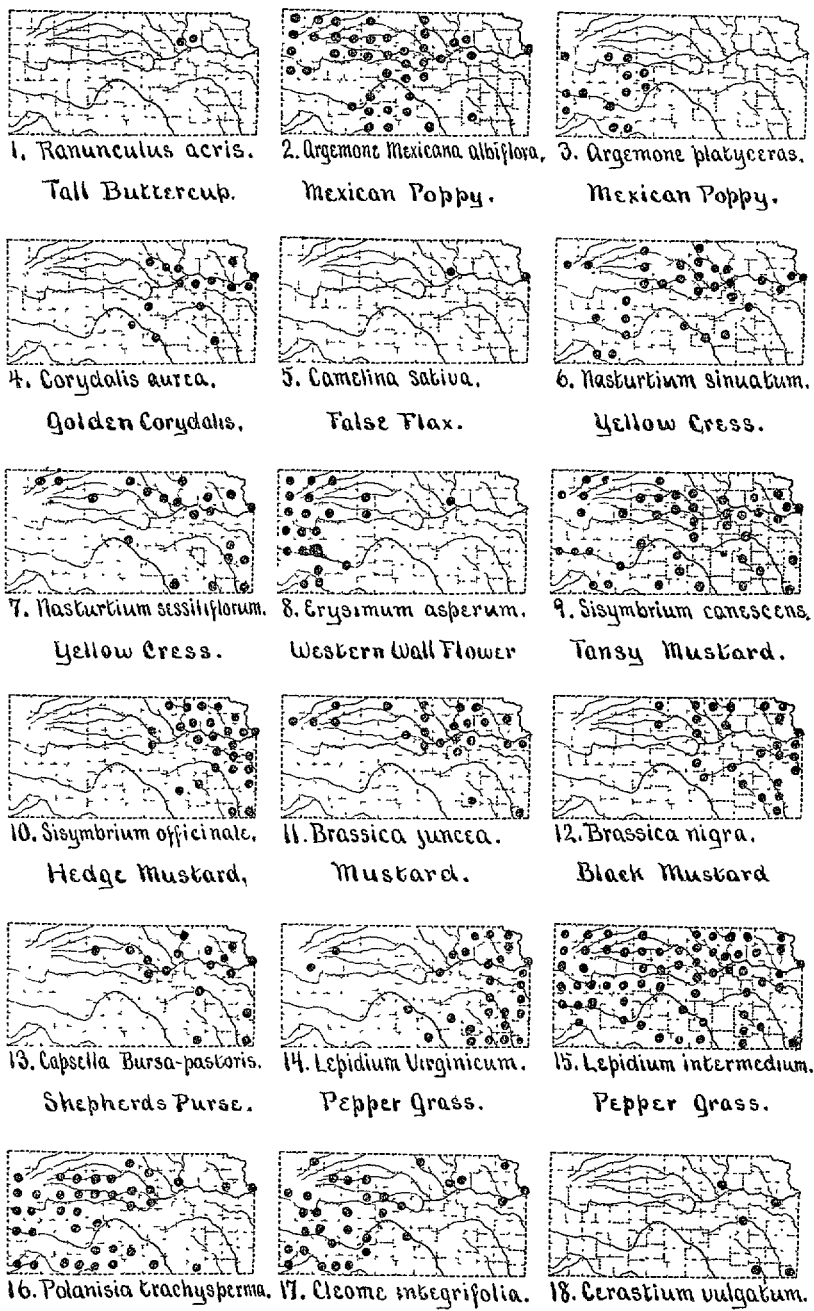 1. Ranunculus acris.
Tall Buttercup.
2. Argemone Mexicana albiflora,
Mexican Poppy.
3. Argemone platyceras.
Mexican Poppy.
4. Corydalis aurea.
Golden Corydalis.
5. Camelina sativa.
False Flax.
6. Nasturtium sinuatum.
Yellow Cress.
7. Nasturtium sessiliflorum.
Yellow Cress.
8. Erysimum asperum.
Western Wall Flower
9. Sisymbrium canescens.
Tansy Mustard.
10. Sisymbrium officinale.
Hedge Mustard,
11. Brassica juncea.
Mustard.
12. Brassica nigra.
Black Mustard
13. Capsella Bursa-pastoris.
Shepherds Purse.
14. Lepidium Virginicum.
Pepper Grass.
15. Lepidium intermedium.
Pepper Grass.
16. Polanisia trachysperma.
17. Cleome integrifolia.
18. Cerastium vulgatum.